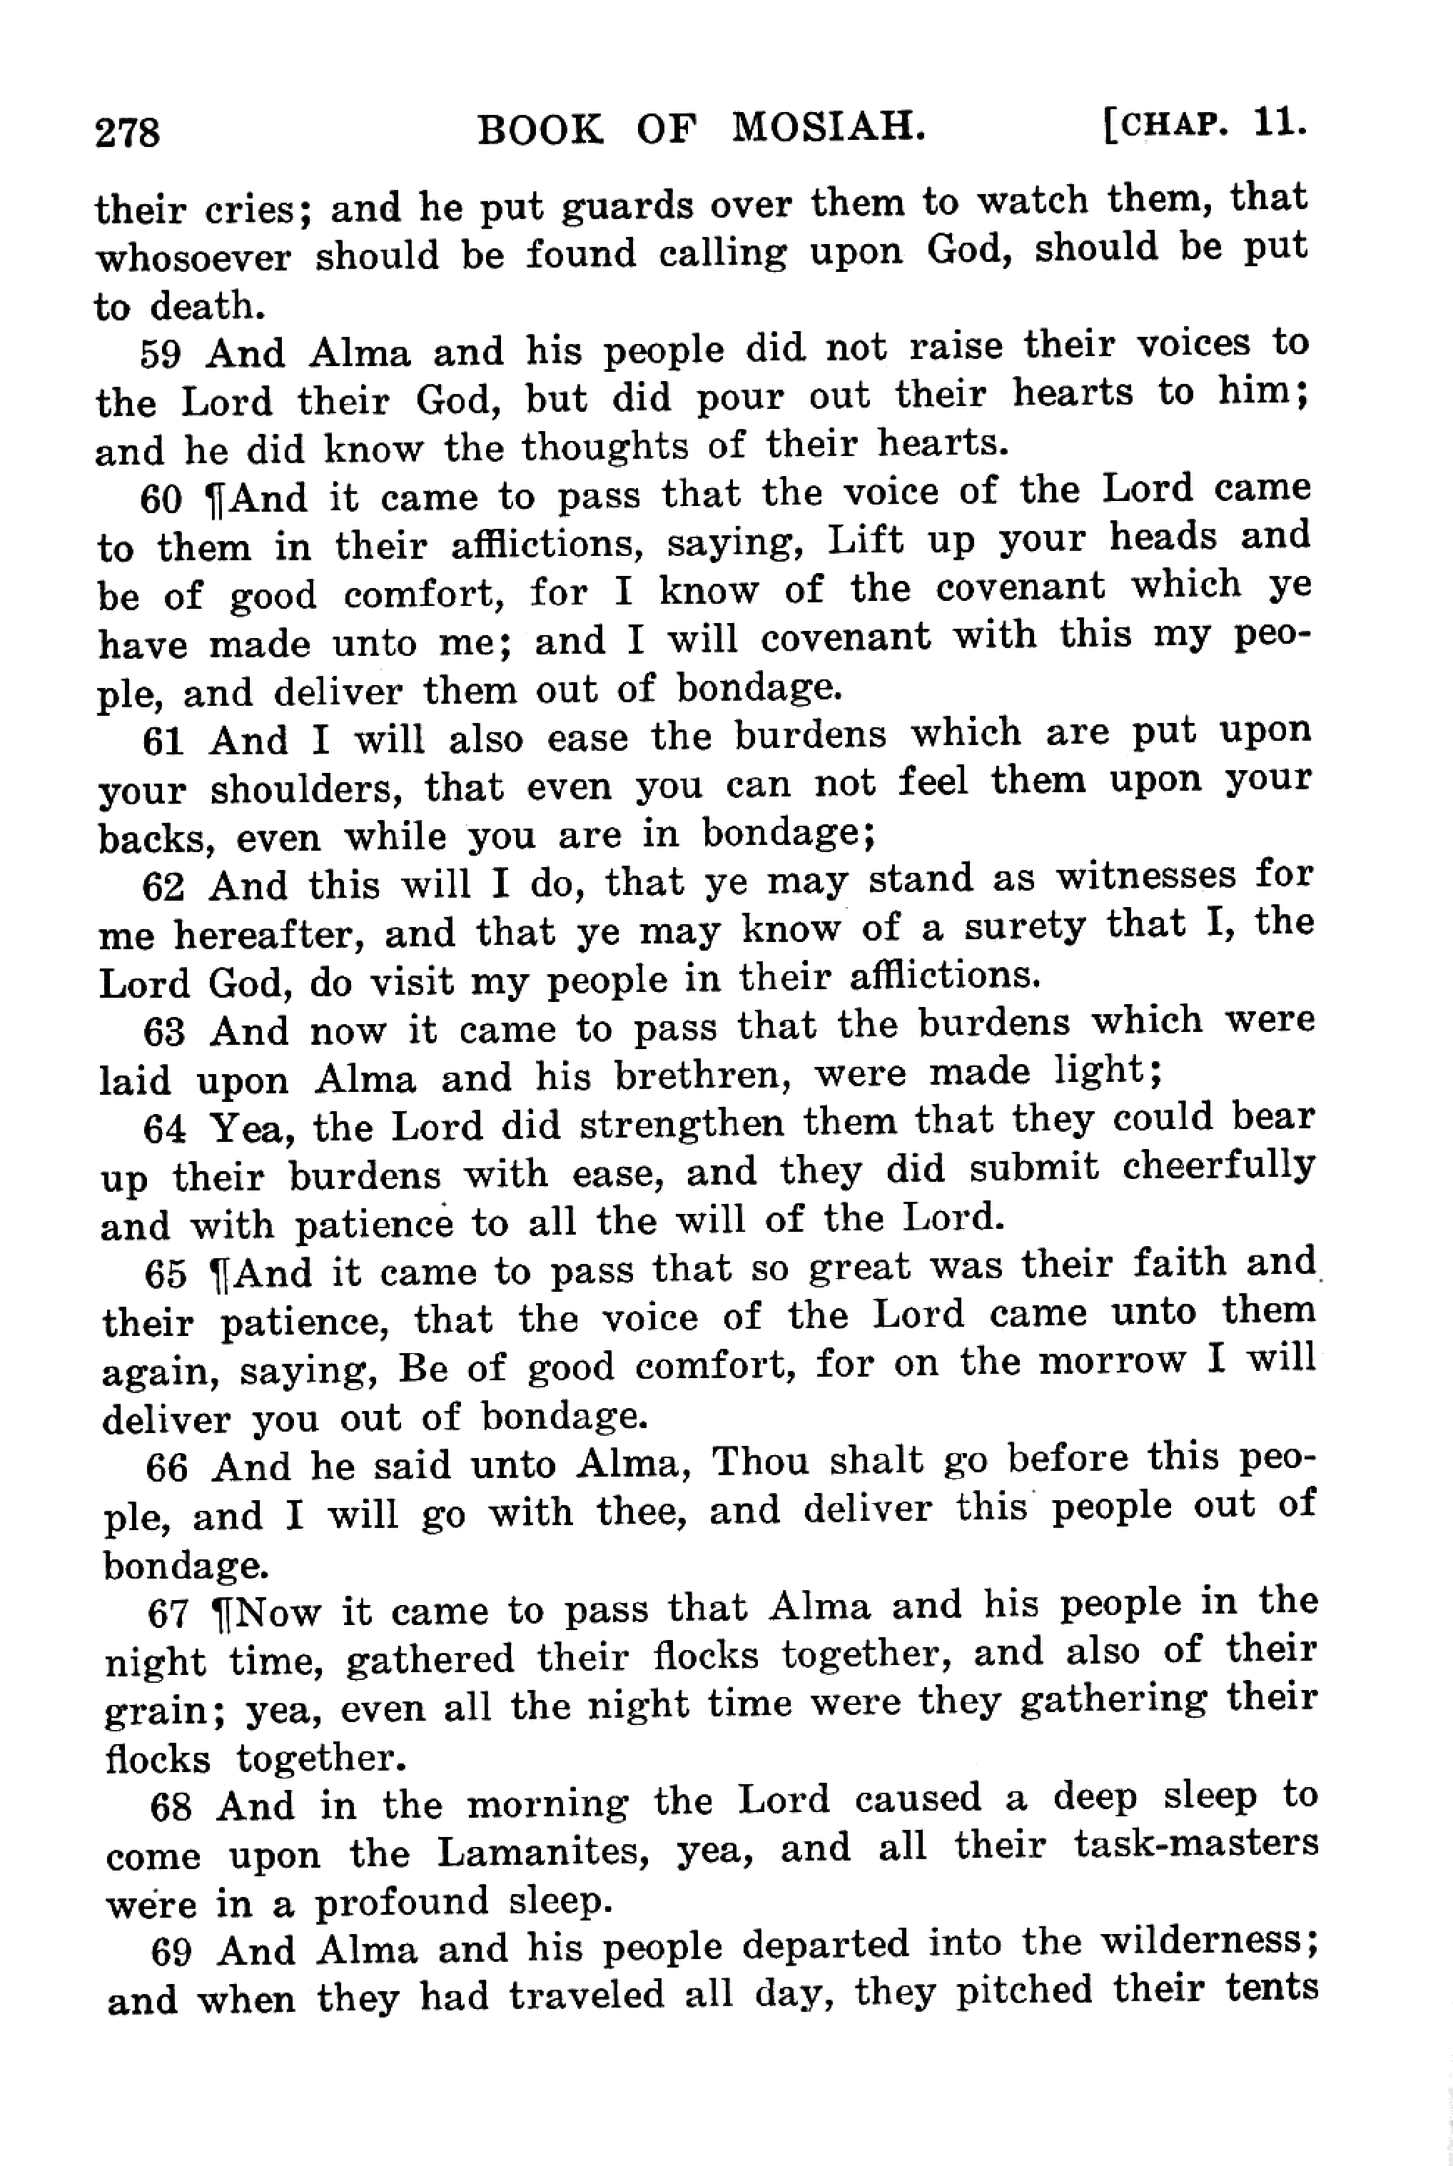 278 BOOK OF MOSIAH. [CHAP. 11.
their cries; and he put guards over them to watch them, that
whosoever should be found calling upon God, should be put
to death.
59 And Alma and his people did not raise their voices to
the Lord their God, but did pour out their hearts to him;
and he did know the thoughts of their hearts.
60 ¶And it came to pass that the voice of the Lord came
to them in their afflictions, saying, Lift up your heads and
be of good comfort, for I know of the covenant which ye
have made unto me; and I will covenant with this my peo-
ple, and deliver them out of bondage.
61 And I will also ease the burdens which are put upon
your shoulders, that even you can not feel them upon your
backs, even while you are in bondage;
62 And this will I do, that ye may stand as witnesses for
me hereafter, and that ye may know of a surety that I, the
Lord God, do visit my people in their afflictions.
63 And now it came to pass that the burdens which were
laid upon Alma and his brethren, were made light;
64 Yea, the Lord did strengthen them that they could bear
up their burdens with ease, and they did submit cheerfully
and with patience to all the will of the Lord.
65 ¶And it came to pass that so great was their faith and
their patience, that the voice of the Lord came unto them
again, saying, Be of good comfort, for on the morrow I will
deliver you out of bondage.
66 And he said unto Alma, Thou shalt go before this peo-
ple, and I will go with thee, and deliver this people out of
bondage.
67 ¶Now it came to pass that Alma and his people in the
night time, gathered their flocks together, and also of their
grain; yea, even all the night time were they gathering their
flocks together.
68 And in the morning the Lord caused a deep sleep to
come upon the Lamanites, yea, and all their task-masters
were in a profound sleep.
69 And Alma and his people departed into the wilderness;
and when they had traveled all day, they pitched their tents